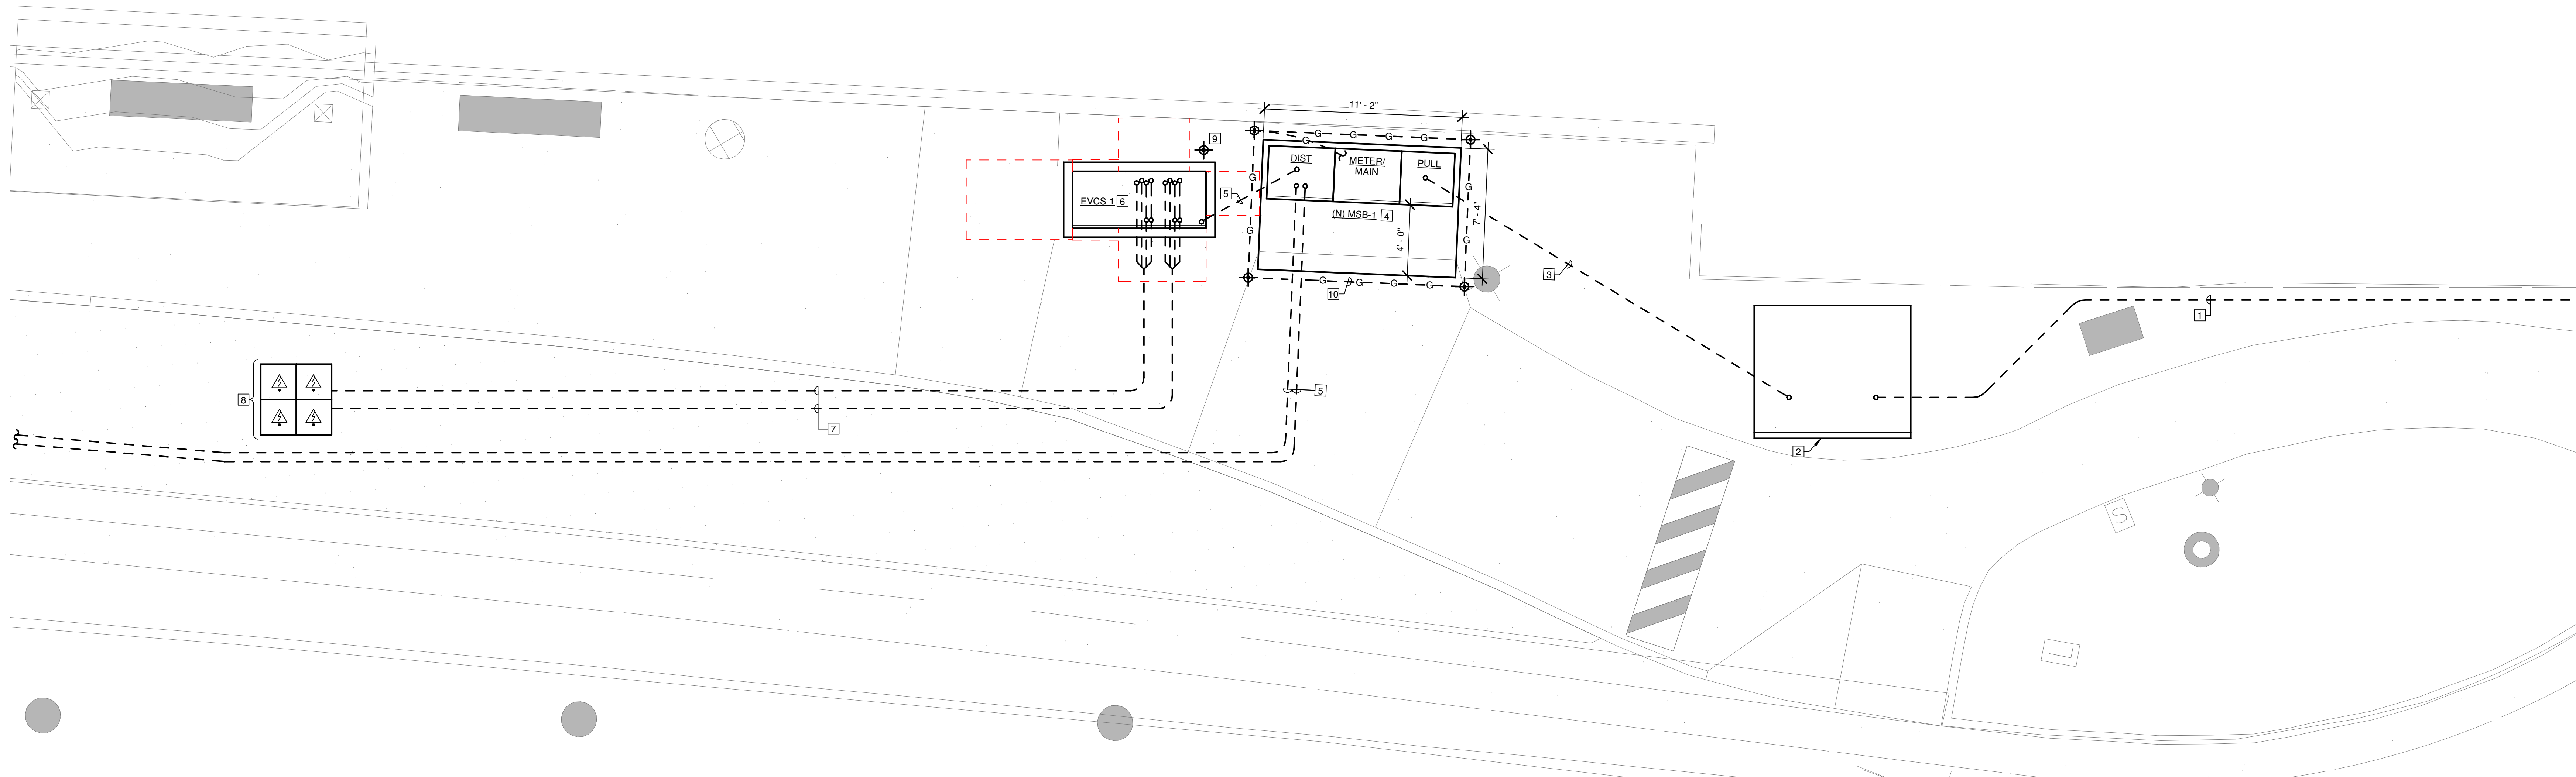 11' - 2"
9
G G G G
G
DIST
METER/
MAIN
PULL
G
G
5
EVCS-1 6
(N) MSB-1 4
7' - 4"
4' - 0"
G
G
3
G G G G
10
1
5
8
7
2
S